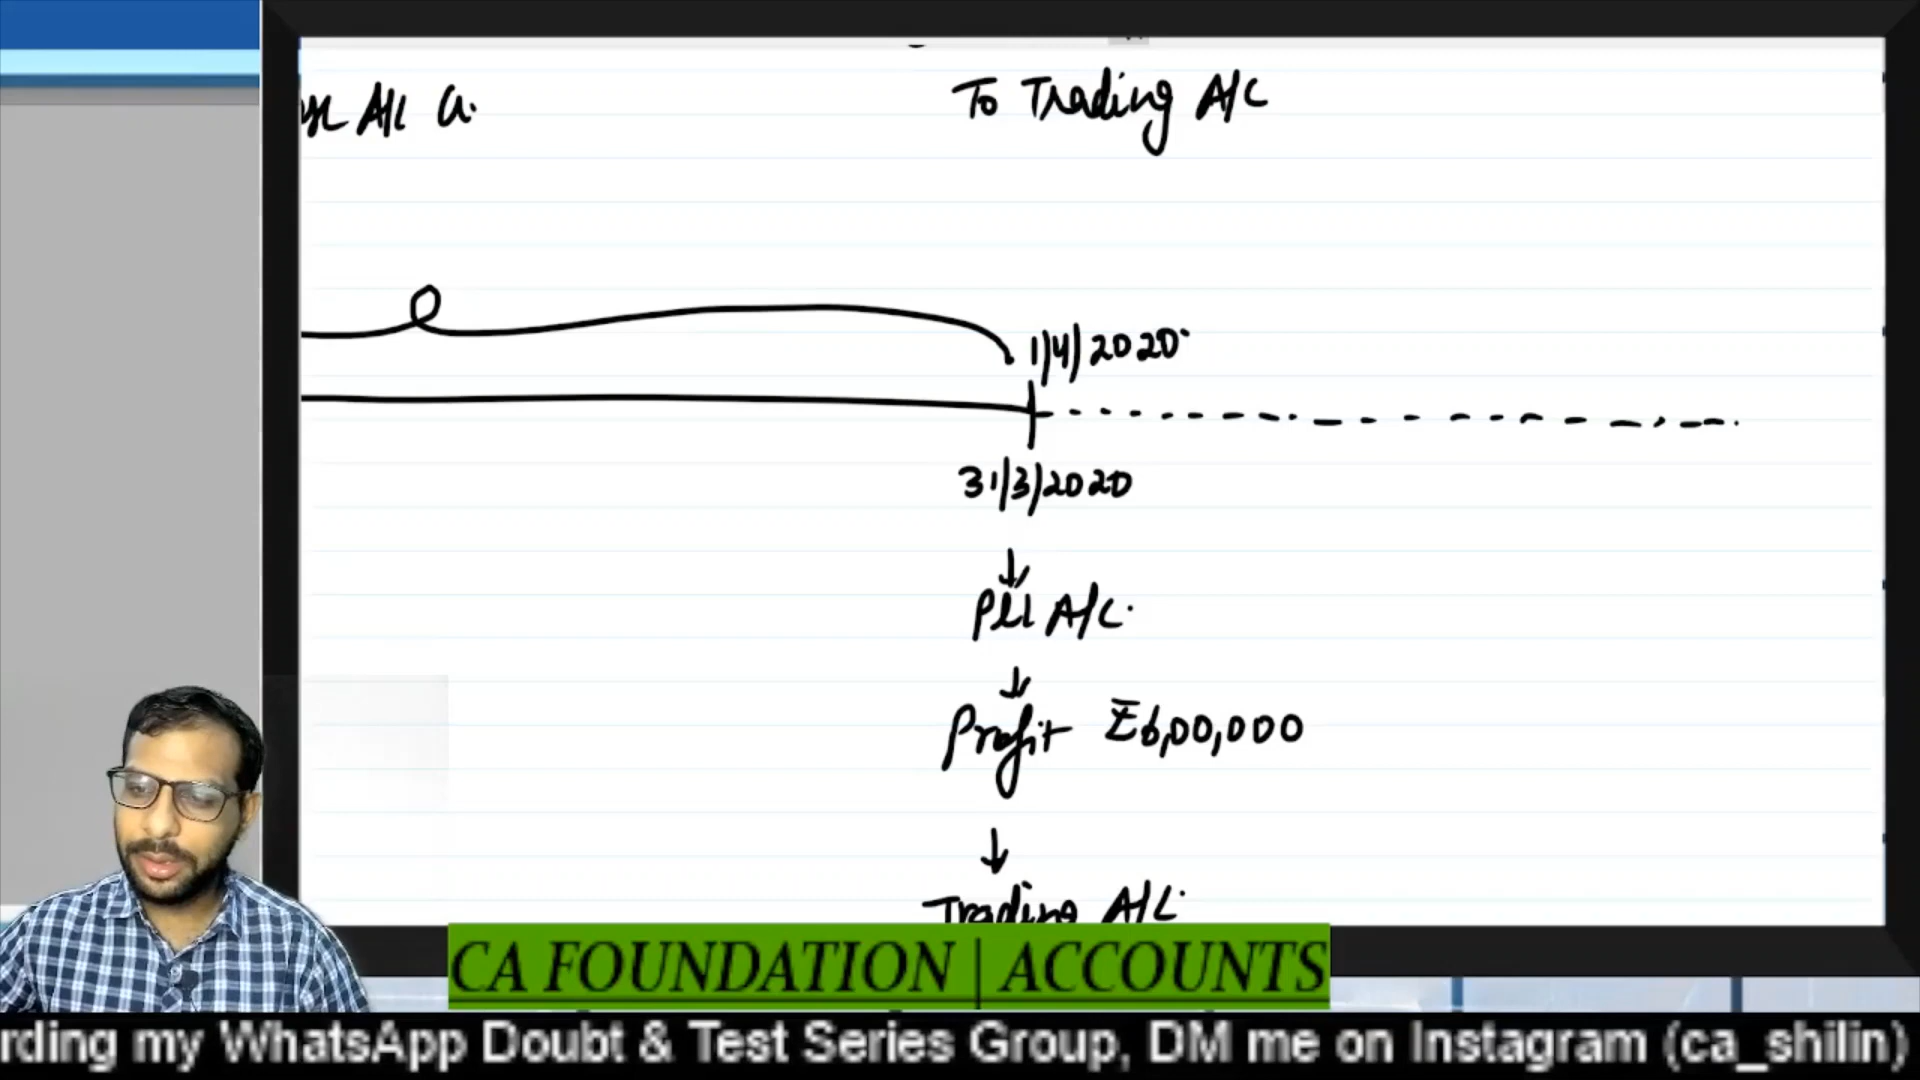 A/C Cr.
To Trading A/C
1/4/2020
31/3/2020
↓
P&L A/C.
↓
Profit ₹6,00,000
↓
Trading A/C.
CA FOUNDATION | ACCOUNTS
rding my WhatsApp Doubt & Test Series Group, DM me on Instagram (ca_shilin)